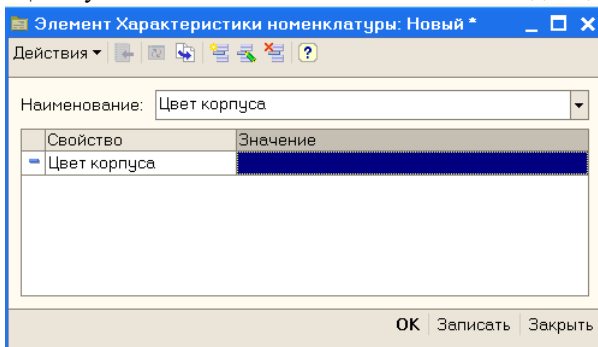 Элемент Характеристики номенклатуры: Новый *
Действия
Наименование: Цвет корпуса
Свойство Значение
Цвет корпуса
OK Записать Закрыть